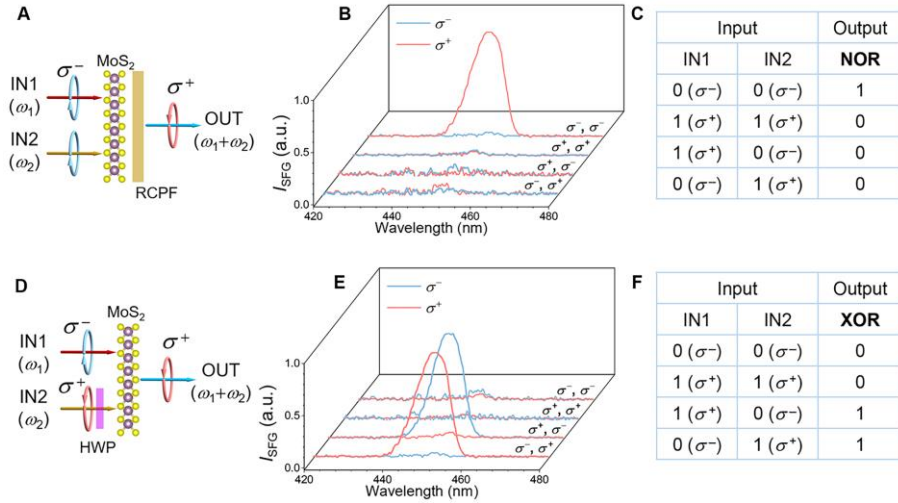 A
MoS₂
IN1
(ω₁)
σ⁻
IN2
(ω₂)
σ⁺
OUT
(ω₁+ω₂)
RCPF
B
σ⁻
σ⁺
I_SFG (a.u.)
1.0
0.5
0.0
σ⁻, σ⁻
σ⁺, σ⁺
σ⁺, σ⁻
σ⁻, σ⁺
420 440 460 480
Wavelength (nm)
C
Input Output
IN1 IN2 NOR
0 (σ⁻) 0 (σ⁻) 1
1 (σ⁺) 1 (σ⁺) 0
1 (σ⁺) 0 (σ⁻) 0
0 (σ⁻) 1 (σ⁺) 0
D
MoS₂
IN1
(ω₁)
σ⁻
IN2
(ω₂)
σ⁺
σ⁺
OUT
(ω₁+ω₂)
HWP
E
σ⁻
σ⁺
I_SFG (a.u.)
1.0
0.5
0.0
σ⁻, σ⁻
σ⁺, σ⁺
σ⁺, σ⁻
σ⁻, σ⁺
420 440 460 480
Wavelength (nm)
F
Input Output
IN1 IN2 XOR
0 (σ⁻) 0 (σ⁻) 0
1 (σ⁺) 1 (σ⁺) 0
1 (σ⁺) 0 (σ⁻) 1
0 (σ⁻) 1 (σ⁺) 1